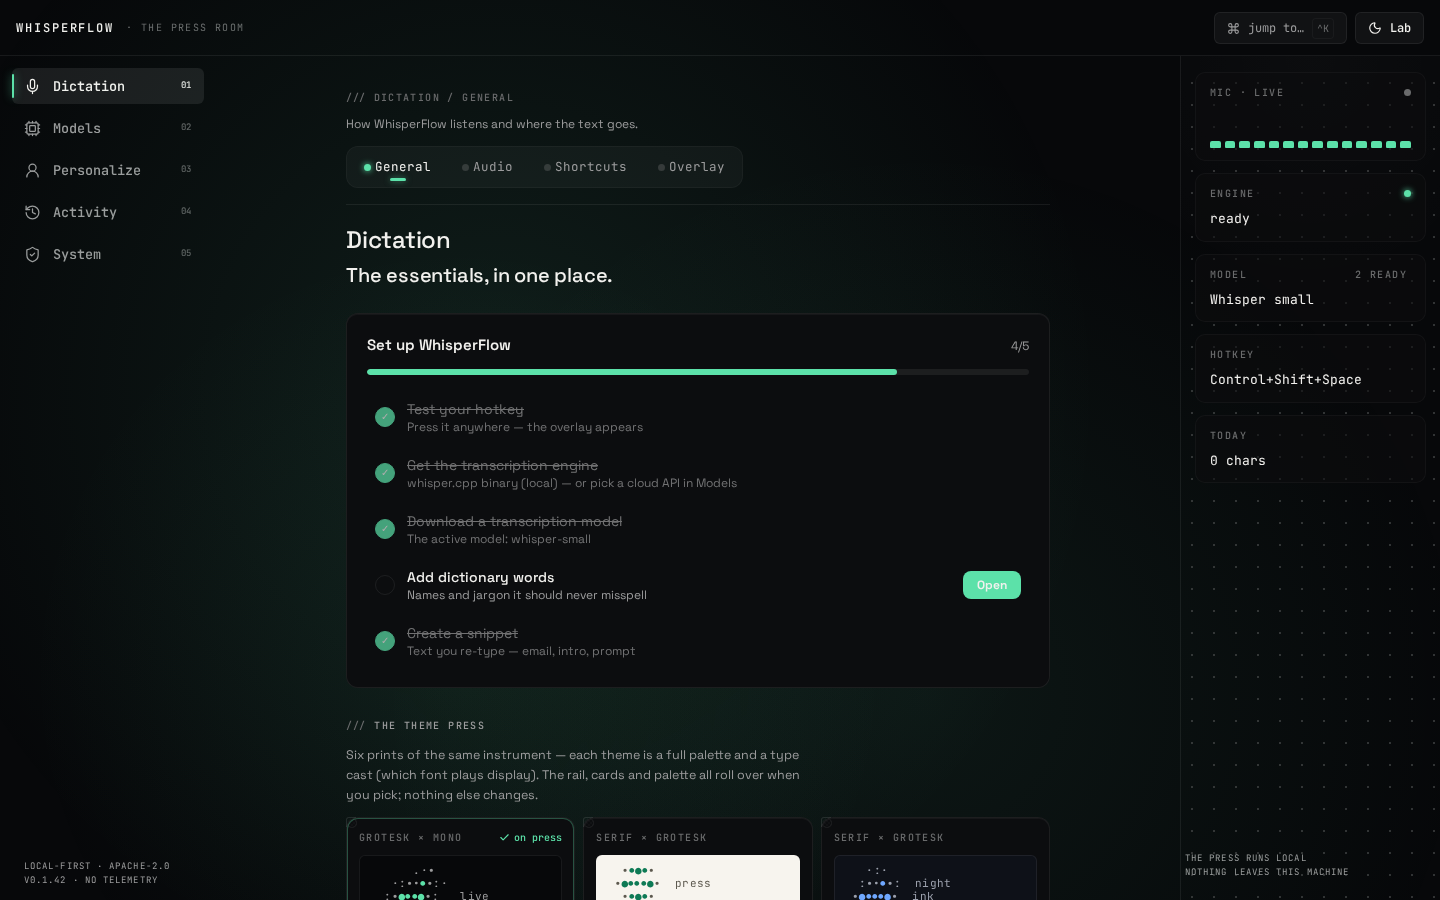 WHISPERFLOW · THE PRESS ROOM
⌘ jump to… ^K
Lab
Dictation 01
Models 02
Personalize 03
Activity 04
System 05
LOCAL-FIRST · APACHE-2.0
V0.1.42 · NO TELEMETRY
/// DICTATION / GENERAL
How WhisperFlow listens and where the text goes.
General Audio Shortcuts Overlay
Dictation
The essentials, in one place.
Set up WhisperFlow 4/5
Test your hotkey
Press it anywhere — the overlay appears
Get the transcription engine
whisper.cpp binary (local) — or pick a cloud API in Models
Download a transcription model
The active model: whisper-small
Add dictionary words
Names and jargon it should never misspell
Open
Create a snippet
Text you re-type — email, intro, prompt
/// THE THEME PRESS
Six prints of the same instrument — each theme is a full palette and a type
cast (which font plays display). The rail, cards and palette all roll over when
you pick; nothing else changes.
GROTESK × MONO ✓ on press
live
SERIF × GROTESK
press
SERIF × GROTESK
night
ink
MIC · LIVE
ENGINE
ready
MODEL 2 READY
Whisper small
HOTKEY
Control+Shift+Space
TODAY
0 chars
THE PRESS RUNS LOCAL
NOTHING LEAVES THIS MACHINE